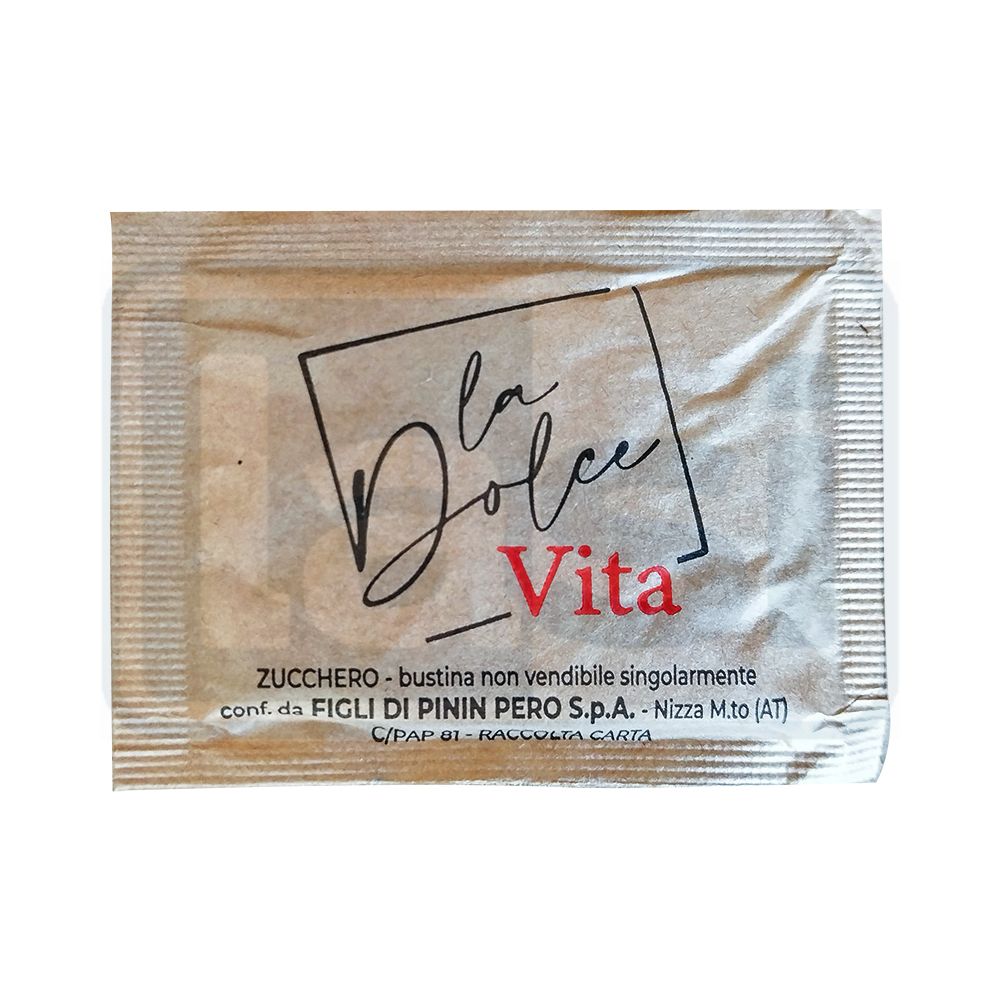 la
Dolce
Vita
ZUCCHERO - bustina non vendibile singolarmente
conf. da FIGLI DI PININ PERO S.p.A. - Nizza M.to (AT)
C/PAP 81 - RACCOLTA CARTA